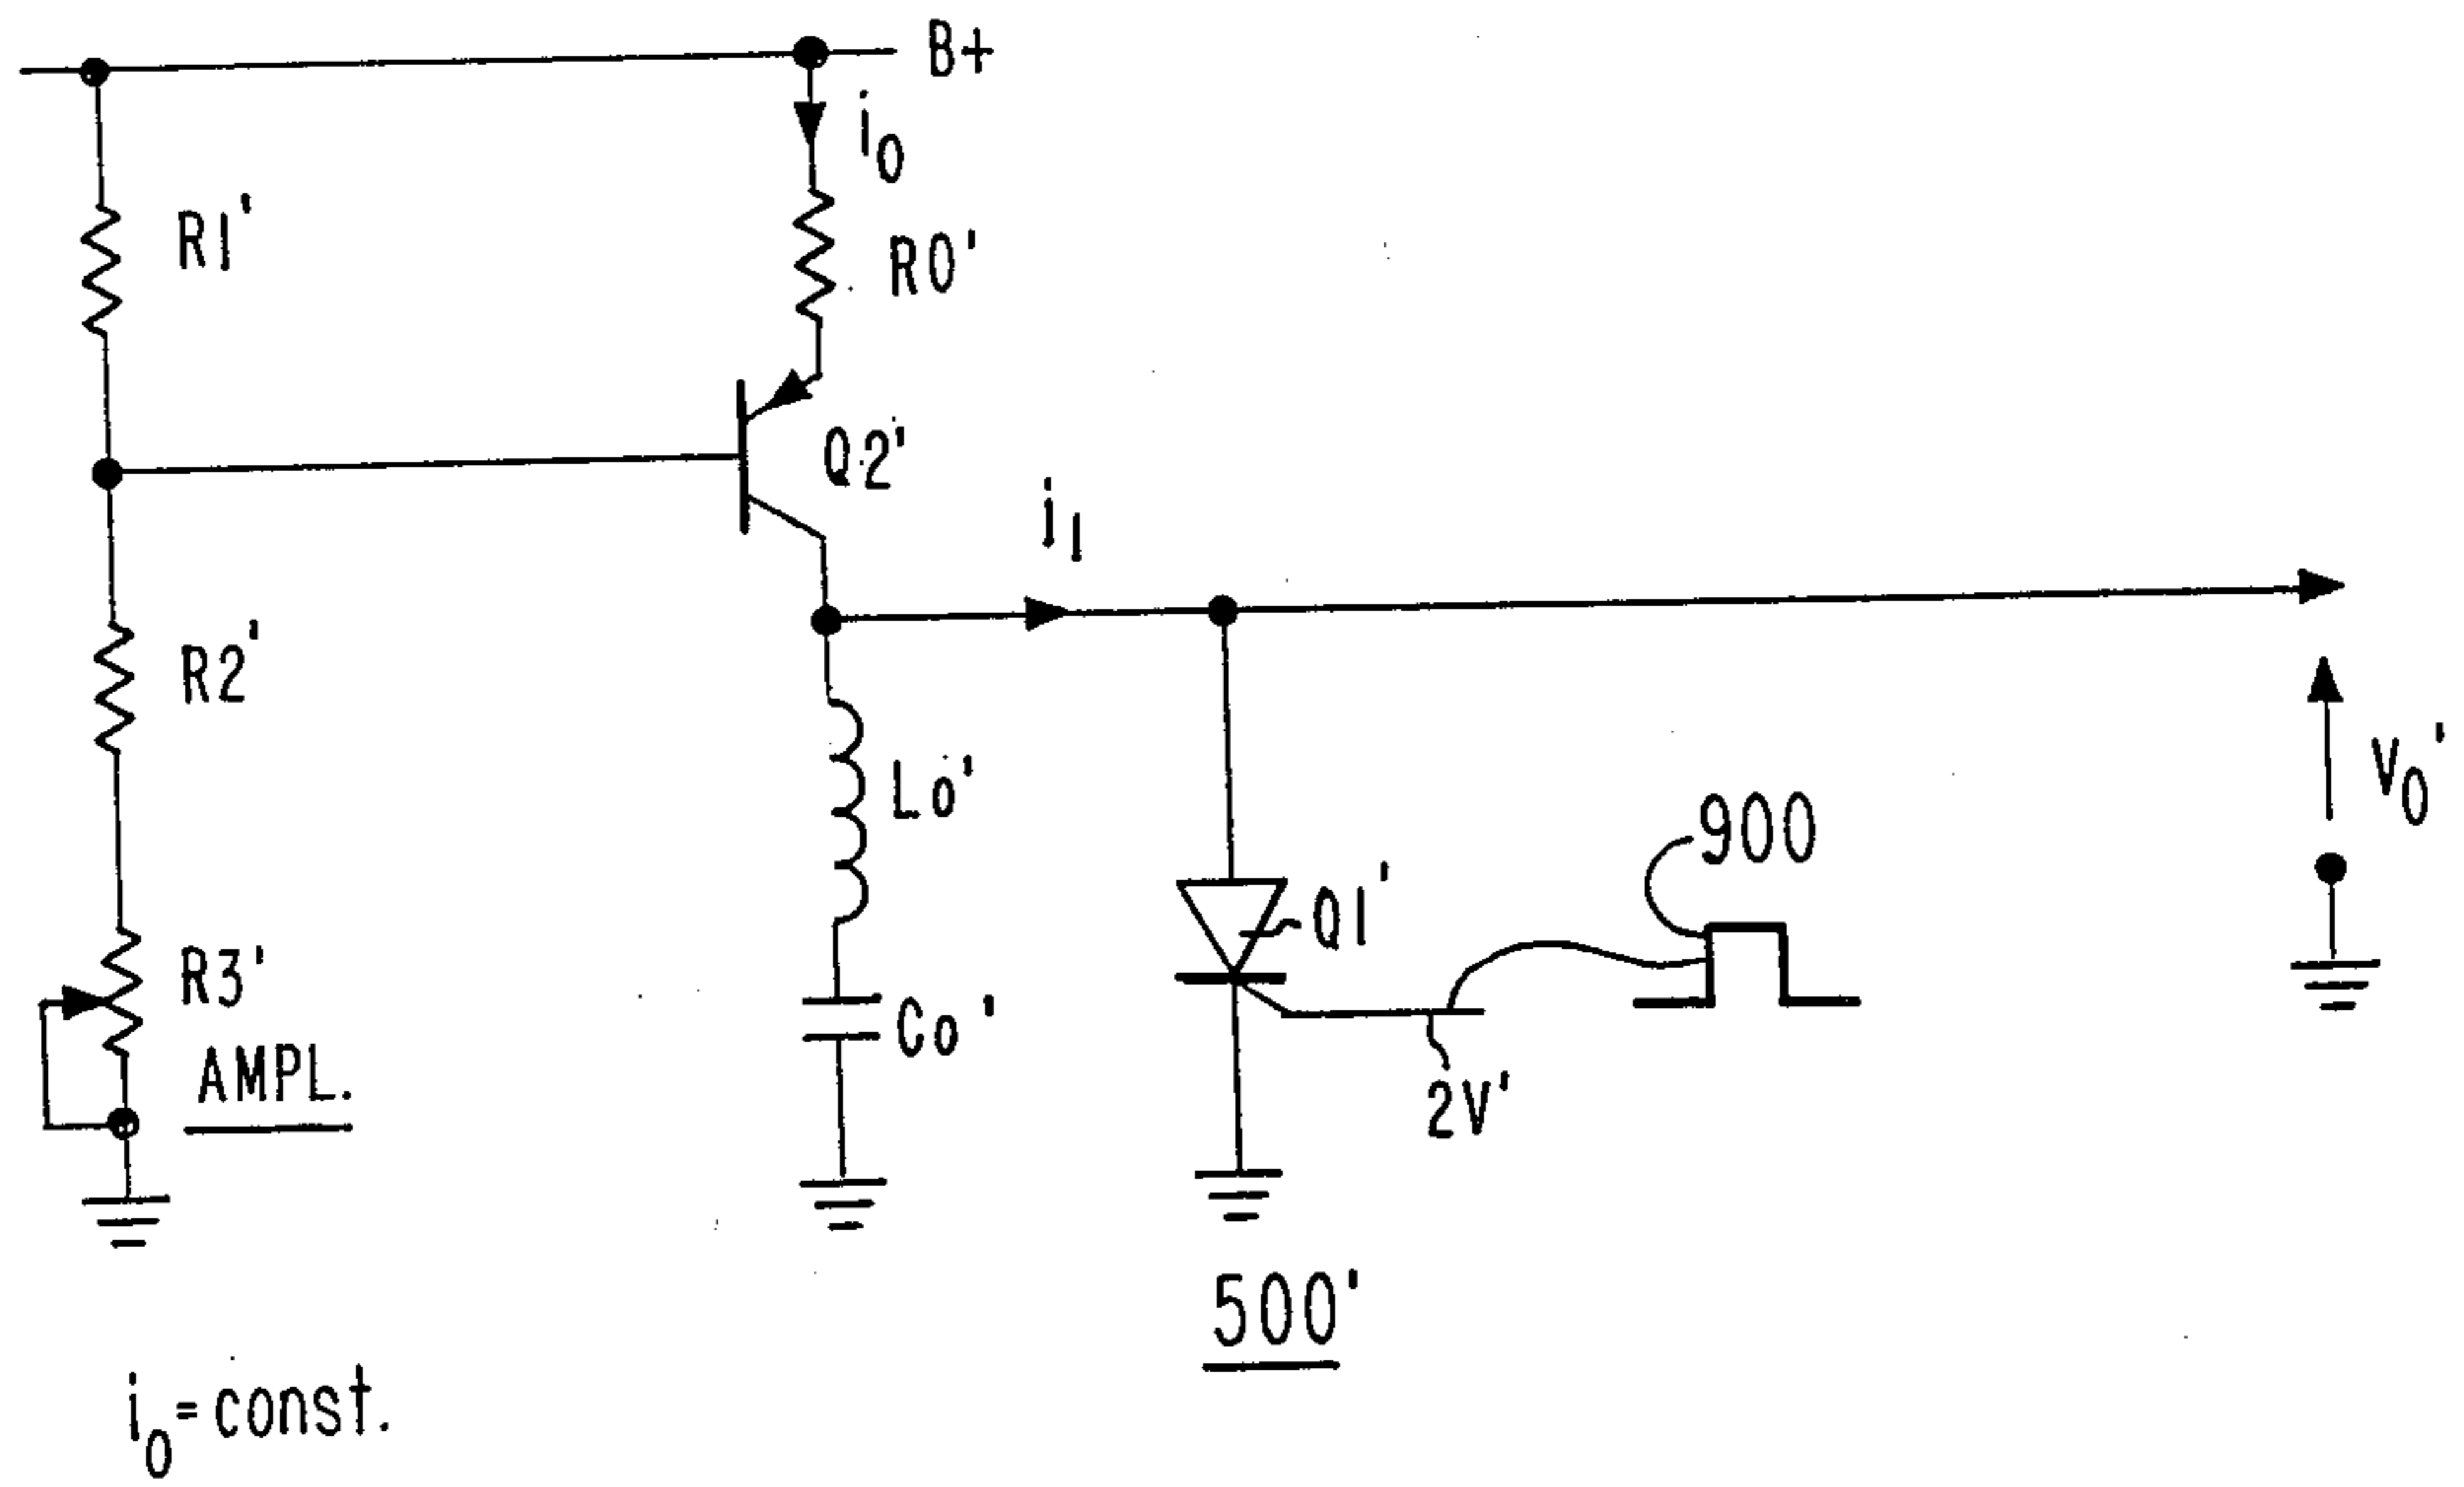 B+
i0
R1'
R0'
Q2'
i1
R2'
Lo'
V0'
900
Q1'
R3'
Co'
AMPL.
2V'
500'
i0=const.